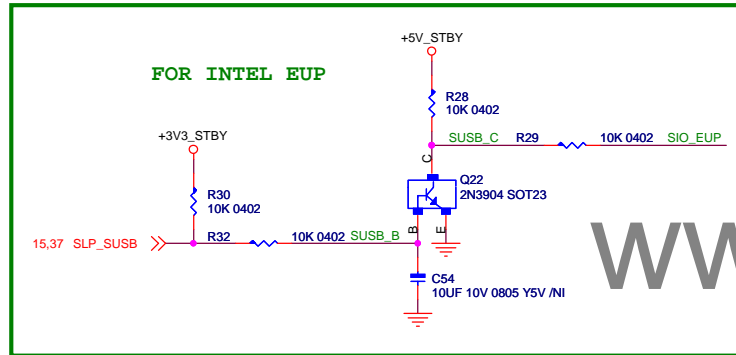 +5V_STBY
FOR INTEL EUP
R28
10K 0402
+3V3_STBY
SUSB_C R29 10K 0402 SIO_EUP
C
Q22
2N3904 SOT23
R30
10K 0402
B E
15,37 SLP_SUSB R32 10K 0402 SUSB_B
C54
10UF 10V 0805 Y5V /NI
WW